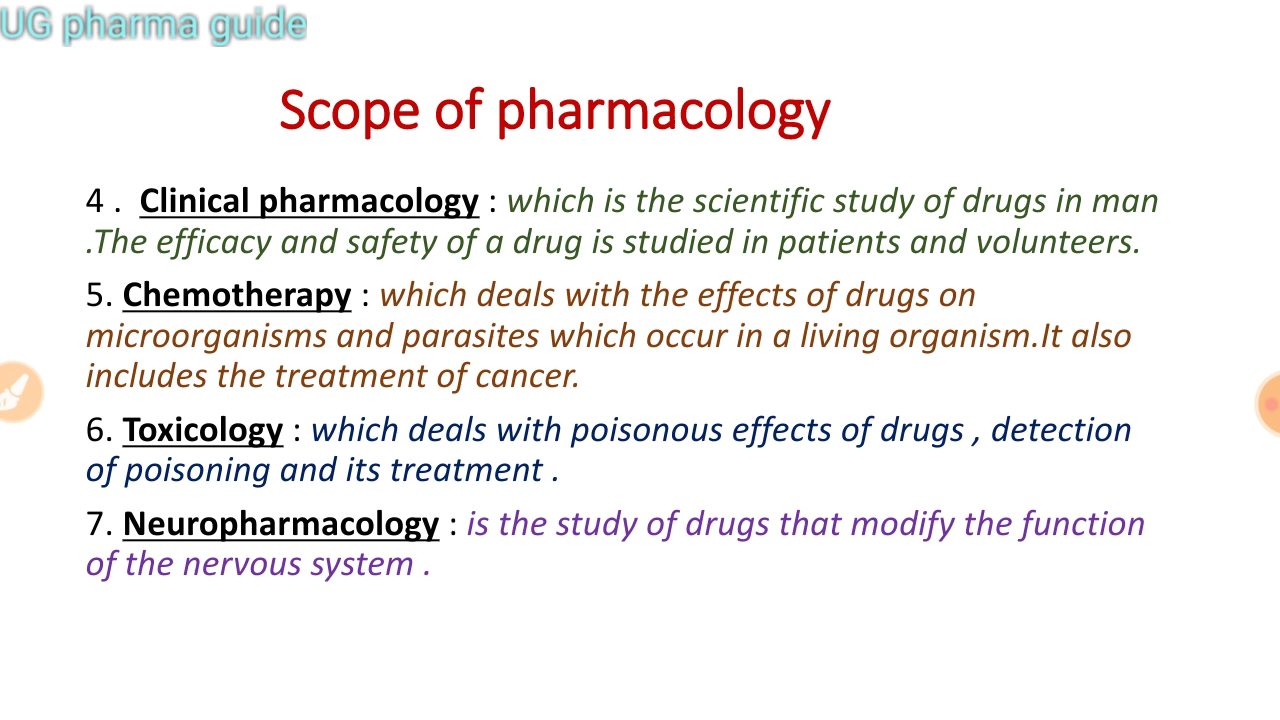 UG pharma guide
Scope of pharmacology
4 .  Clinical pharmacology : which is the scientific study of drugs in man
.The efficacy and safety of a drug is studied in patients and volunteers.
5. Chemotherapy : which deals with the effects of drugs on
microorganisms and parasites which occur in a living organism.It also
includes the treatment of cancer.
6. Toxicology : which deals with poisonous effects of drugs , detection
of poisoning and its treatment .
7. Neuropharmacology : is the study of drugs that modify the function
of the nervous system .